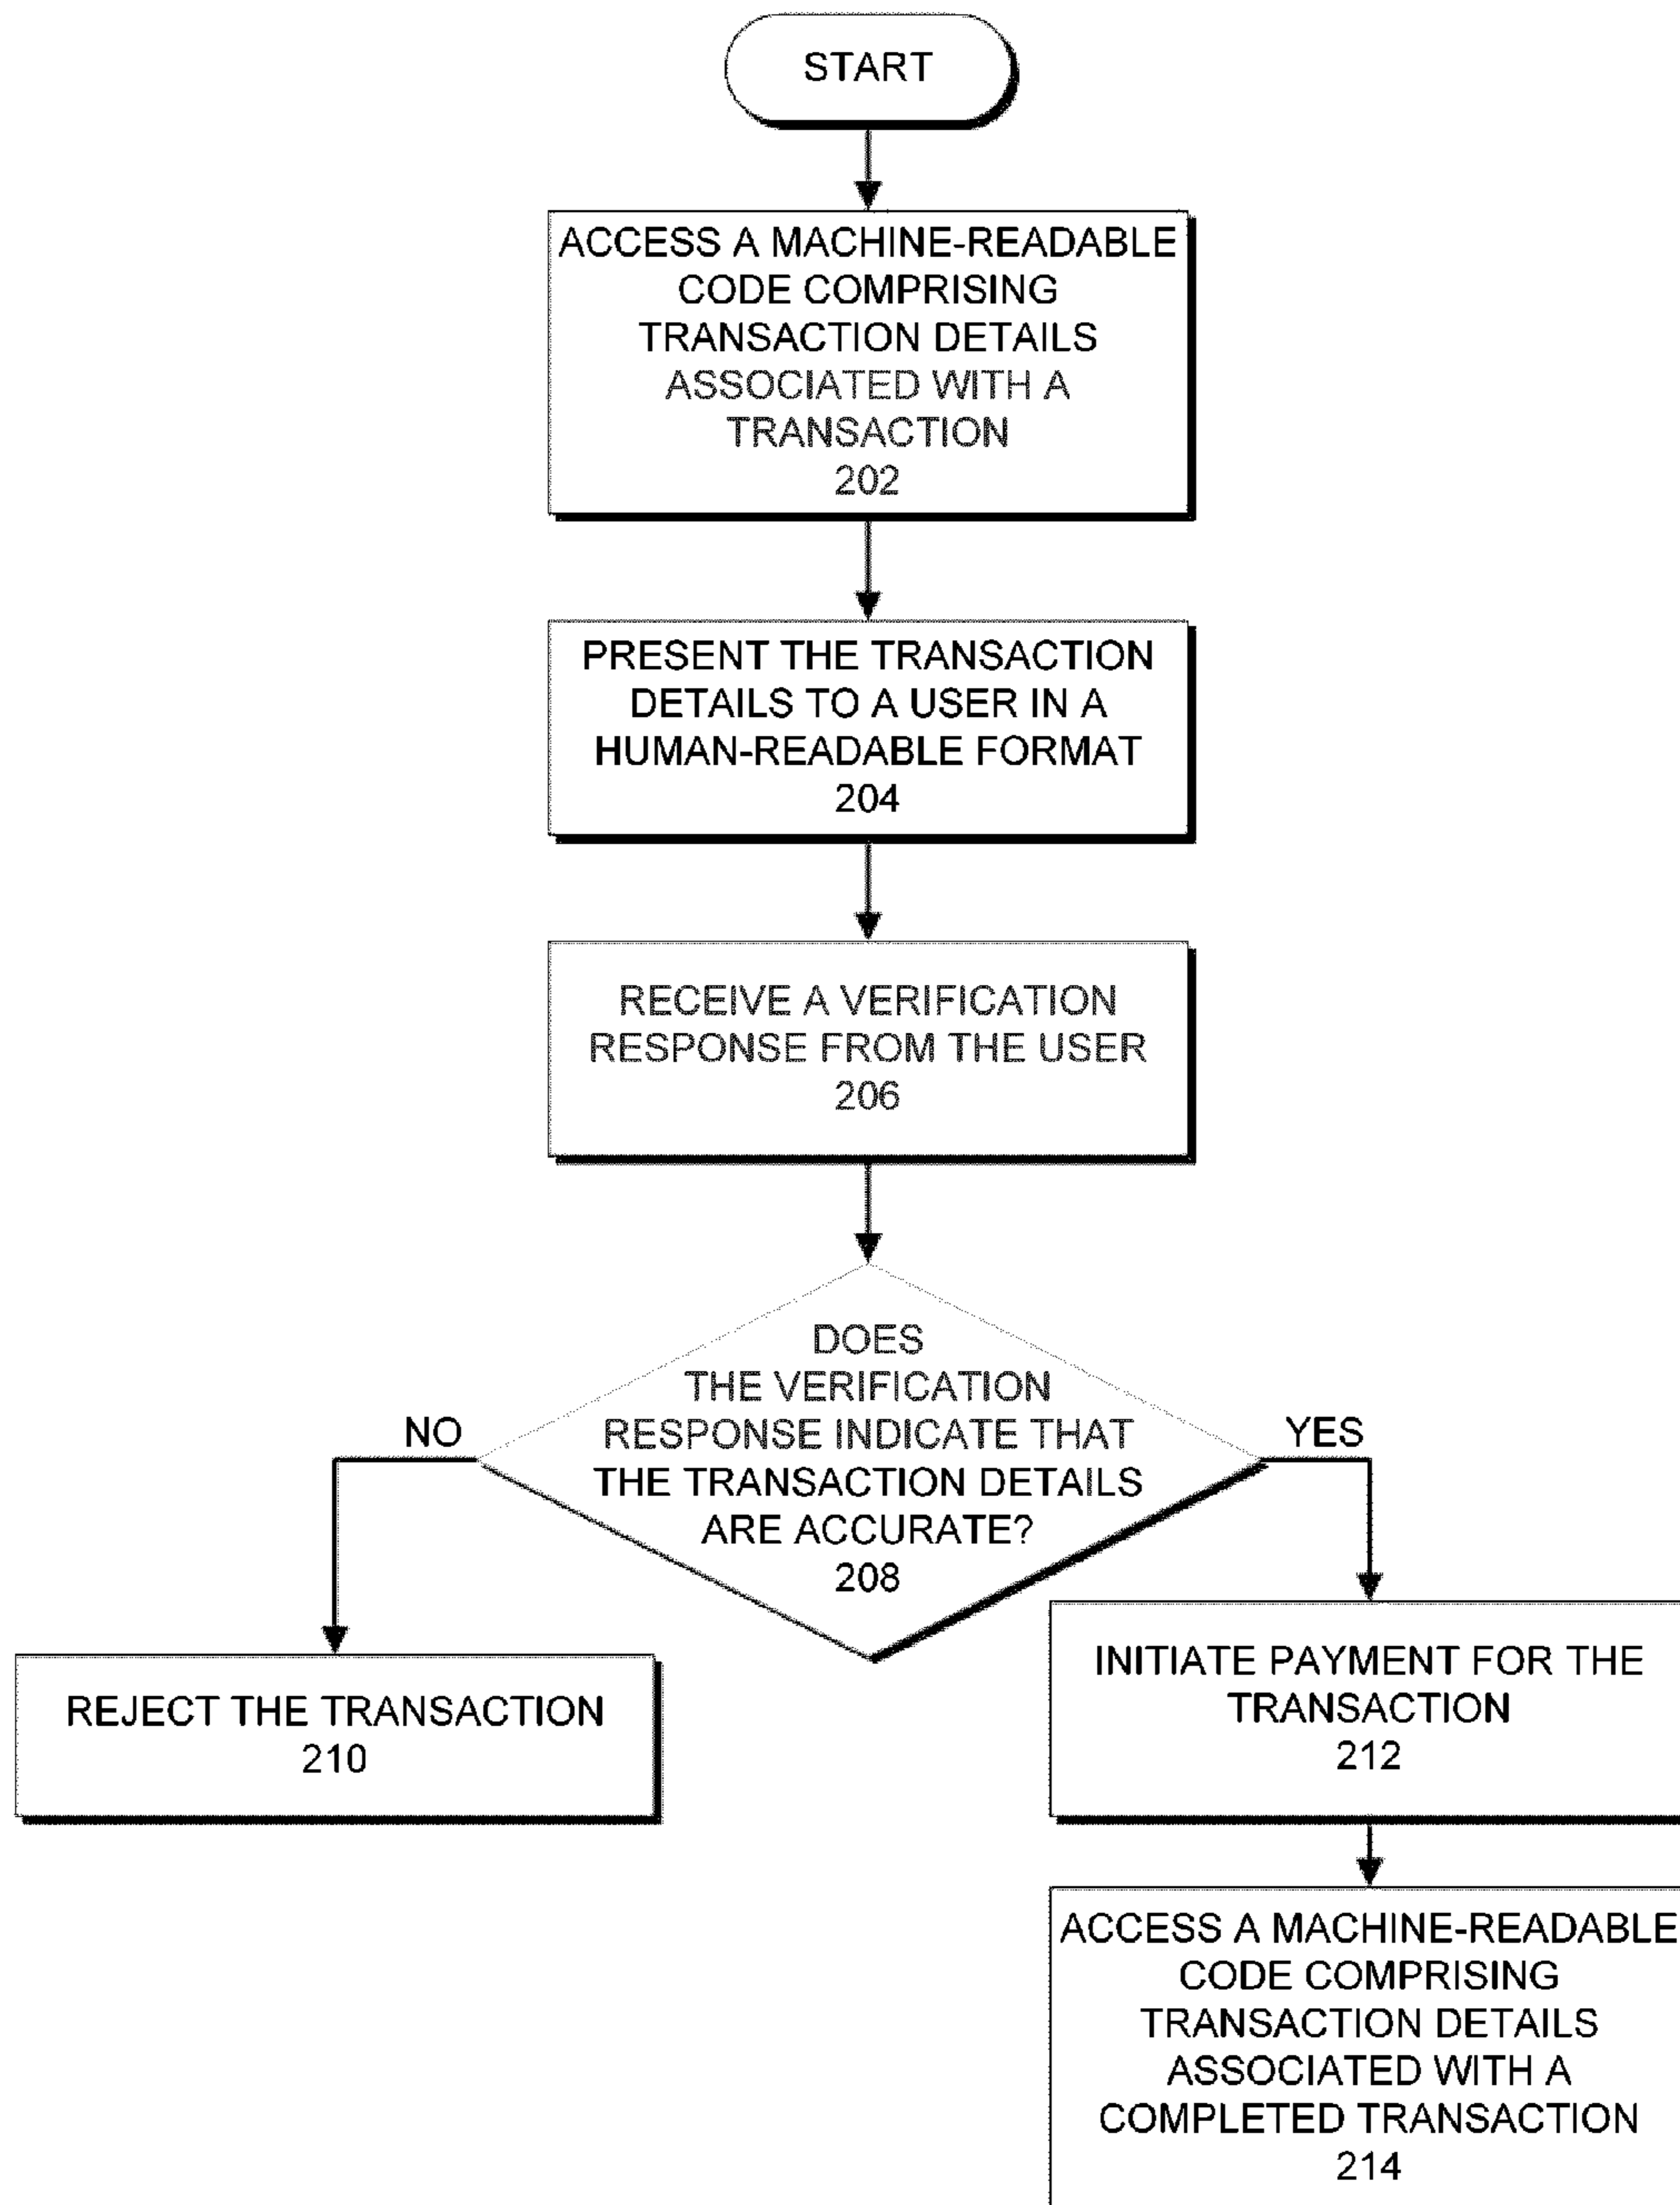 START
ACCESS A MACHINE-READABLE
CODE COMPRISING
TRANSACTION DETAILS
ASSOCIATED WITH A
TRANSACTION
202
PRESENT THE TRANSACTION
DETAILS TO A USER IN A
HUMAN-READABLE FORMAT
204
RECEIVE A VERIFICATION
RESPONSE FROM THE USER
206
DOES
THE VERIFICATION
RESPONSE INDICATE THAT
THE TRANSACTION DETAILS
ARE ACCURATE?
208
NO
YES
REJECT THE TRANSACTION
210
INITIATE PAYMENT FOR THE
TRANSACTION
212
ACCESS A MACHINE-READABLE
CODE COMPRISING
TRANSACTION DETAILS
ASSOCIATED WITH A
COMPLETED TRANSACTION
214